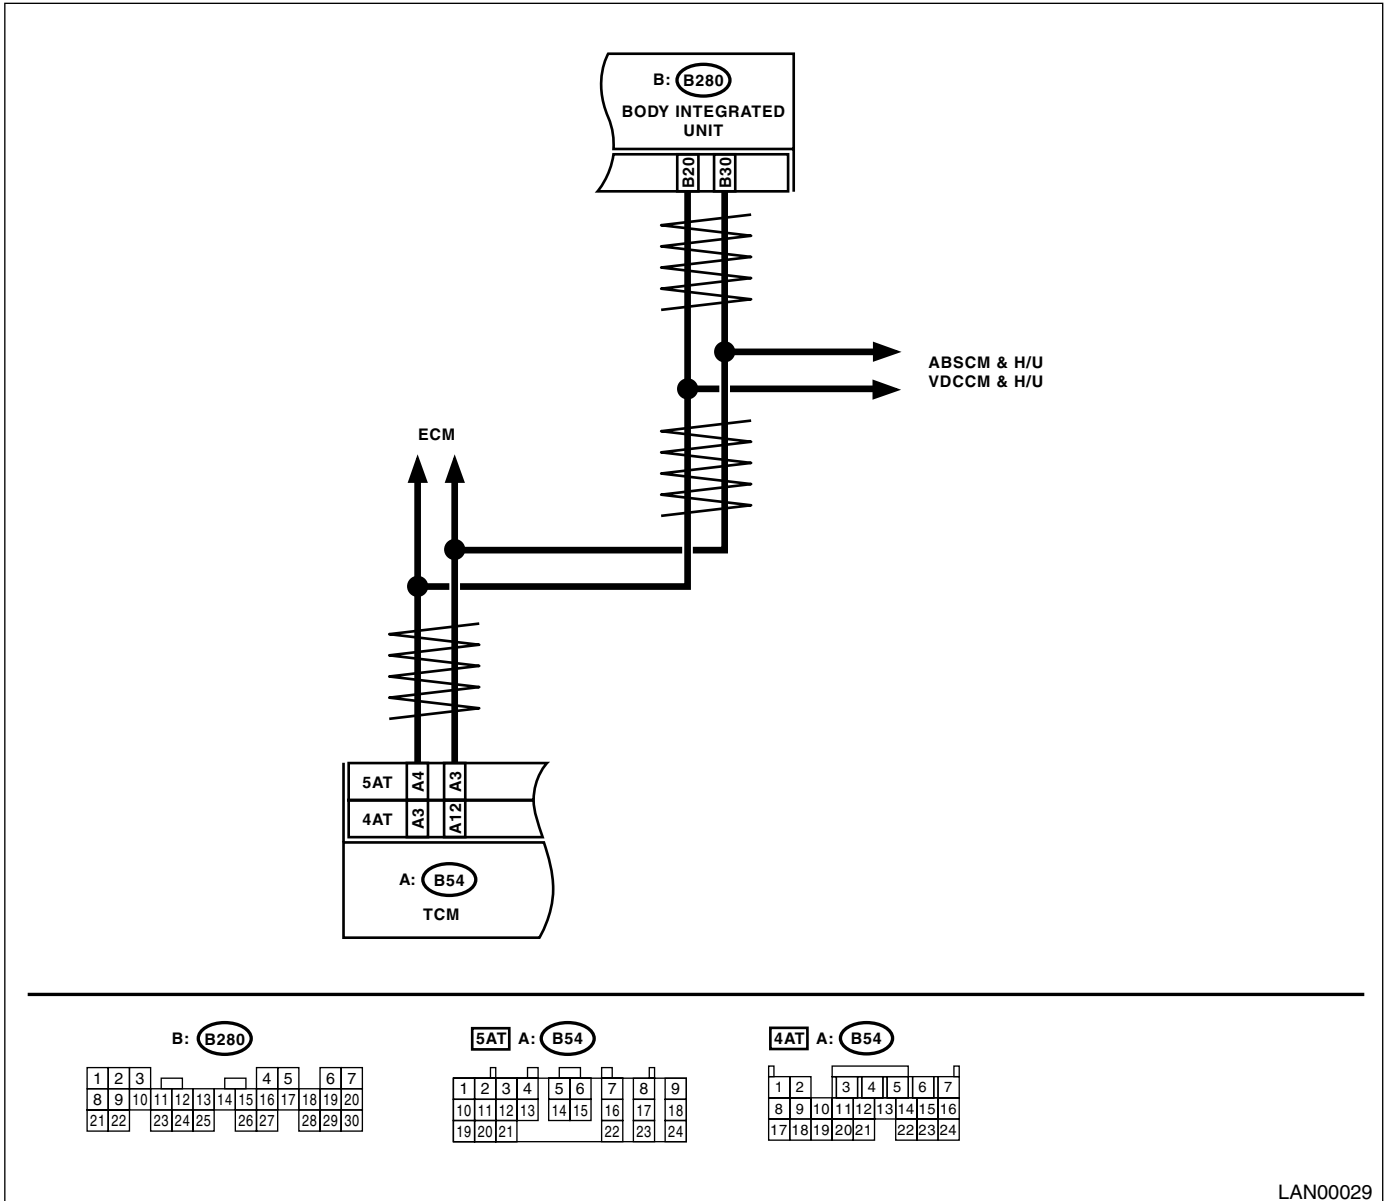 B: B280
BODY INTEGRATED
UNIT
B20 B30
ABSCM & H/U
VDCCM & H/U
ECM
5AT A4 A3
4AT A3 A12
A: B54
TCM
B: B280
1 2 3 4 5 6 7
8 9 10 11 12 13 14 15 16 17 18 19 20
21 22 23 24 25 26 27 28 29 30
5AT A: B54
1 2 3 4 5 6 7 8 9
10 11 12 13 14 15 16 17 18
19 20 21 22 23 24
4AT A: B54
1 2 3 4 5 6 7
8 9 10 11 12 13 14 15 16
17 18 19 20 21 22 23 24
LAN00029